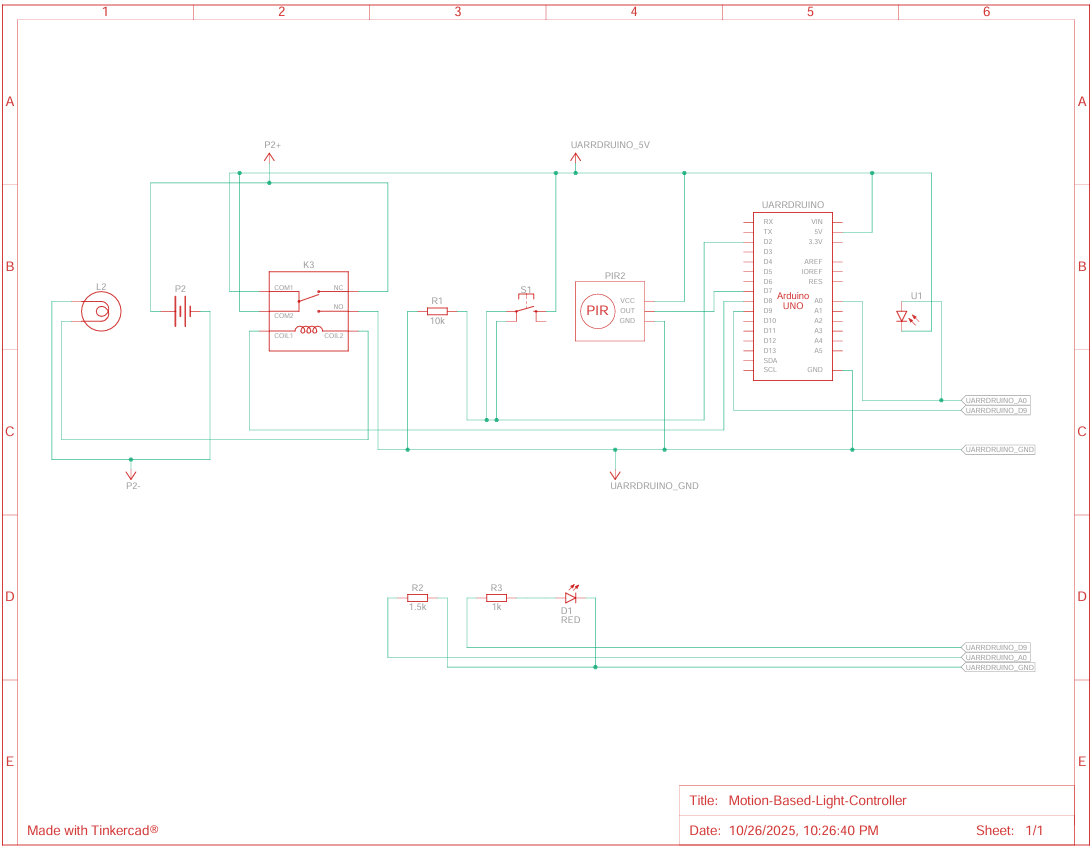 1 2 3 4 5 6
A A
P2+ UARRDRUINO_5V
UARRDRUINO
RX VIN
TX 5V
D2 3.3V
D3
B B
K3
D4 AREF
D5 IOREF
PIR2
D6 RES
L2 P2
COM1 NC
S1
D7
Arduino
UNO
U1
R1
10k
VCC
OUT
GND
PIR
D8 A0
NO
COM2
D9 A1
D10 A2
D11 A3
COIL1 COIL2
D12 A4
D13 A5
SDA
SCL GND
UARRDRUINO_A0
UARRDRUINO_D9
C C
UARRDRUINO_GND
P2- UARRDRUINO_GND
D D
R2
1.5k
R3
1k
D1
RED
UARRDRUINO_D9
UARRDRUINO_A0
UARRDRUINO_GND
E E
Title: Motion-Based-Light-Controller
Made with Tinkercad®
Date: 10/26/2025, 10:26:40 PM Sheet: 1/1